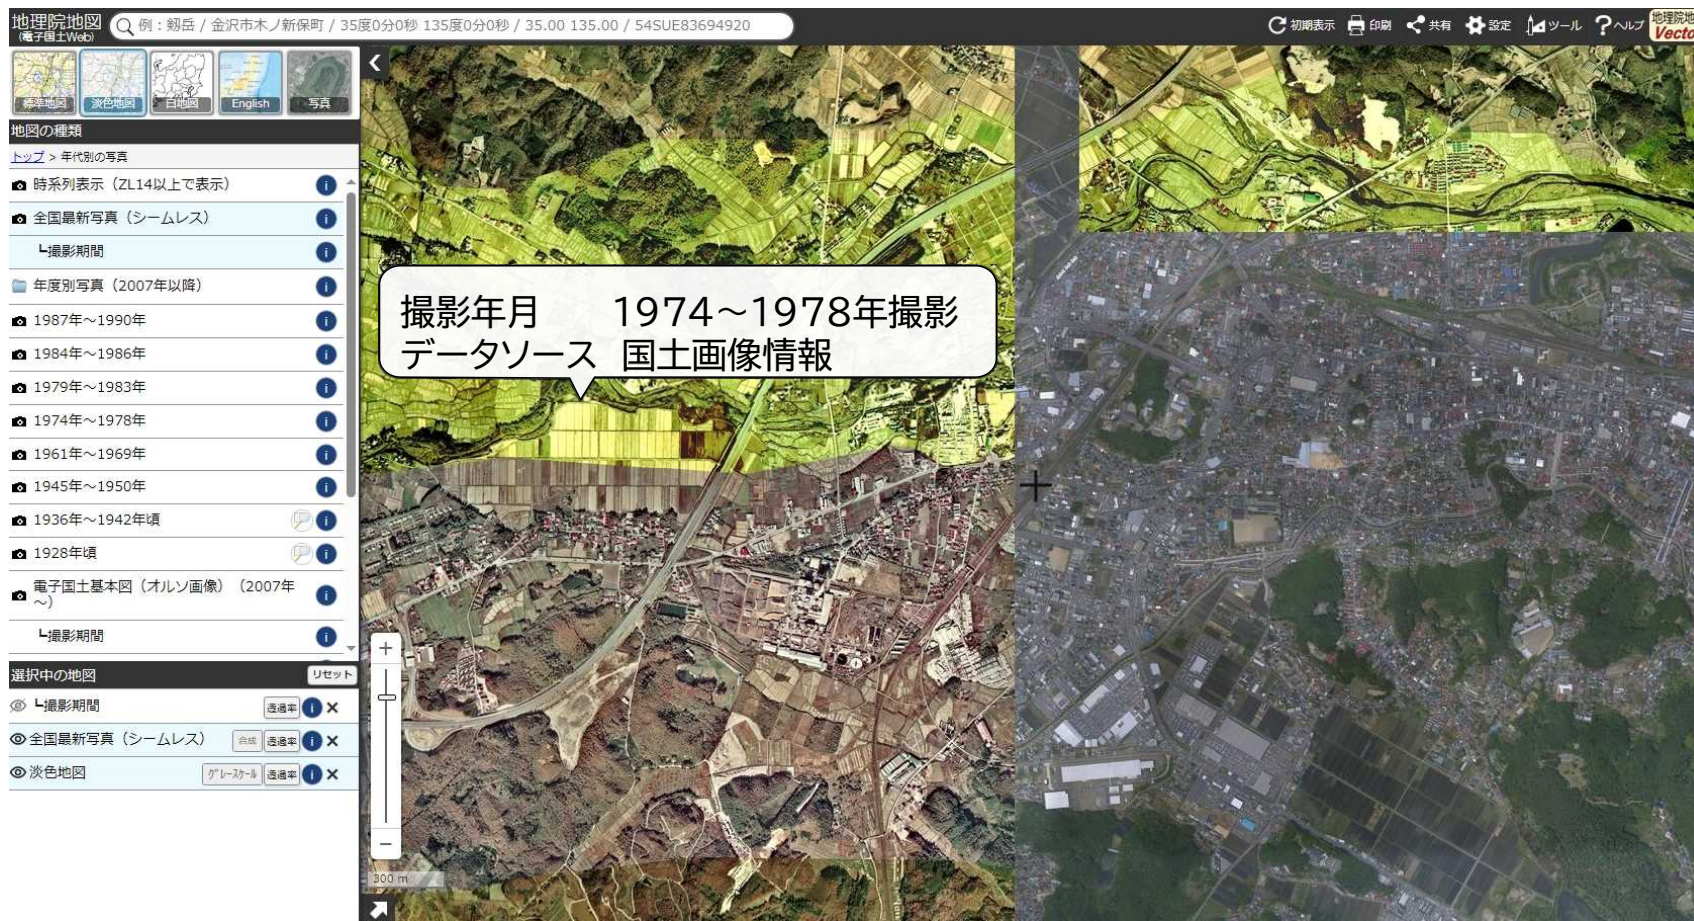 地理院地図
(電子国土Web)
例：剱岳 / 金沢市木ノ新保町 / 35度0分0秒 135度0分0秒 / 35.00 135.00 / 54SUE83694920
初期表示
印刷
共有
設定
ツール
ヘルプ
地理院地
Vecto
標準地図
淡色地図
白地図
English
写真
地図の種類
トップ > 年代別の写真
時系列表示（ZL14以上で表示）
全国最新写真（シームレス）
┗撮影期間
年度別写真（2007年以降）
1987年～1990年
1984年～1986年
1979年～1983年
1974年～1978年
1961年～1969年
1945年～1950年
1936年～1942年頃
1928年頃
電子国土基本図（オルソ画像）（2007年
～）
┗撮影期間
選択中の地図
リセット
┗撮影期間
透過率
全国最新写真（シームレス）
合成 透過率
淡色地図
グレースケール 透過率
撮影年月　1974～1978年撮影
データソース　国土画像情報
300 m